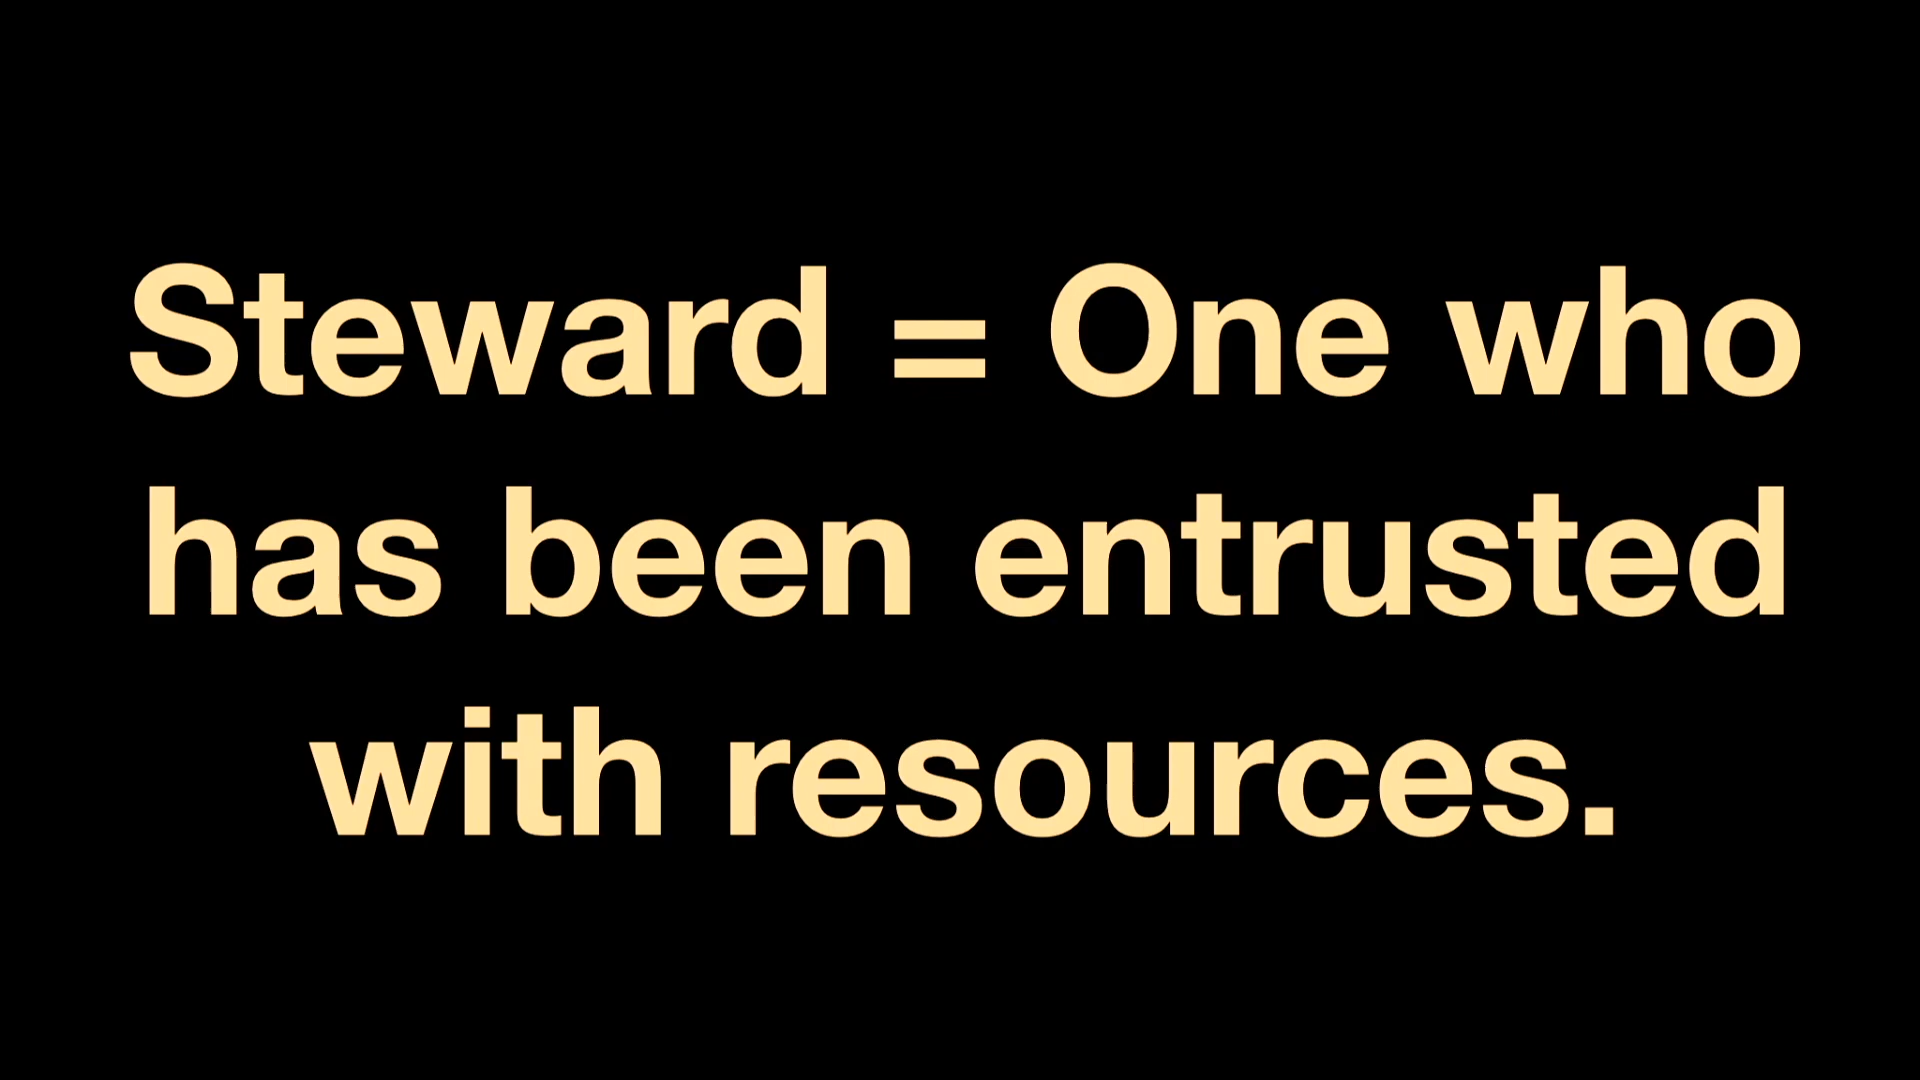 Steward = One who
has been entrusted
with resources.